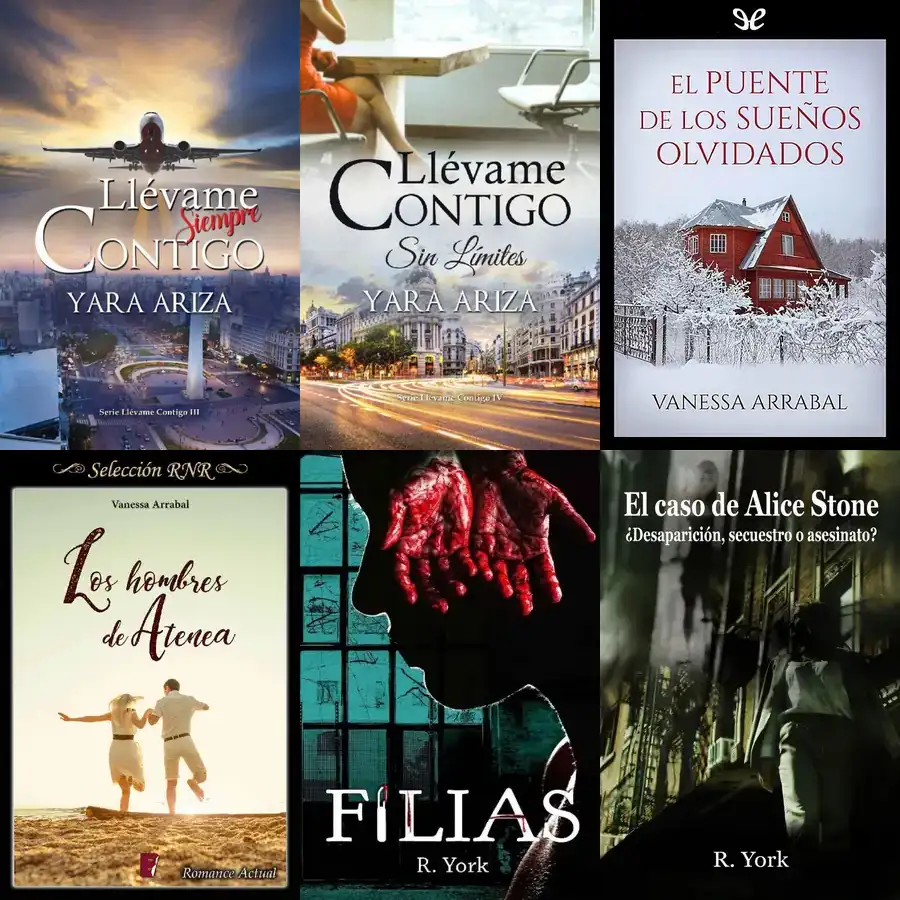 Llévame
Siempre
CONTIGO
YARA ARIZA
Serie Llévame Contigo III
Llévame
CONTIGO
Sin Límites
YARA ARIZA
Serie Llévame Contigo IV
EL PUENTE
DE LOS SUEÑOS
OLVIDADOS
VANESSA ARRABAL
Selección RNR
Vanessa Arrabal
Los hombres
de Atenea
Romance Actual
FILIAS
R. York
El caso de Alice Stone
¿Desaparición, secuestro o asesinato?
R. York